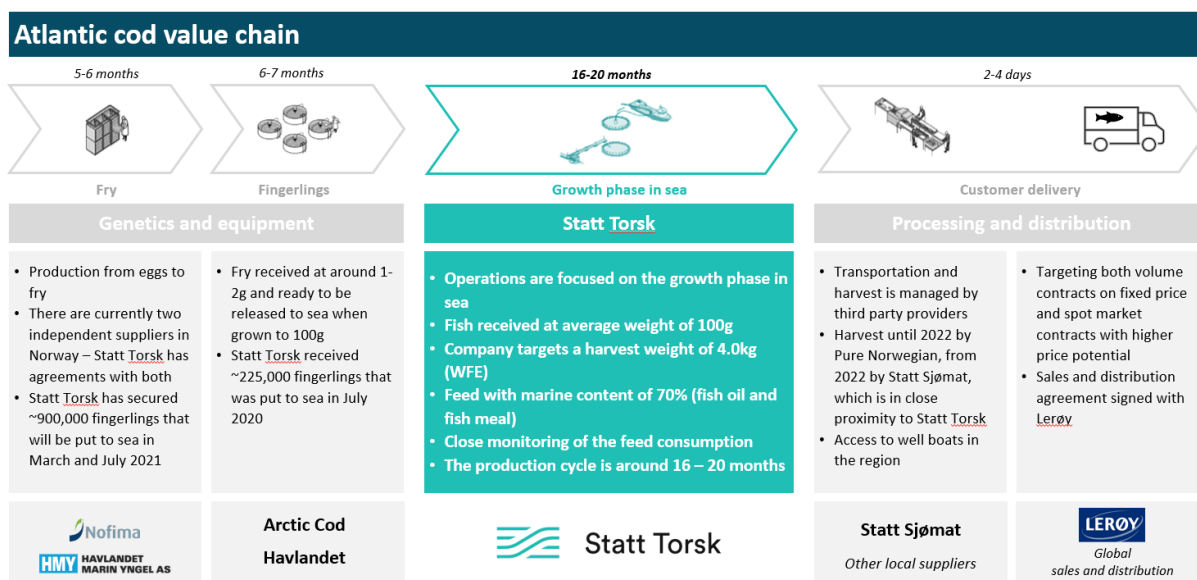 Atlantic cod value chain
5-6 months
6-7 months
16-20 months
2-4 days
Fry
Fingerlings
Growth phase in sea
Customer delivery
Genetics and equipment
Statt Torsk
Processing and distribution
• Production from eggs to
fry
• There are currently two
independent suppliers in
Norway – Statt Torsk has
agreements with both
• Statt Torsk has secured
~900,000 fingerlings that
will be put to sea in
March and July 2021
• Fry received at around 1-
2g and ready to be
released to sea when
grown to 100g
• Statt Torsk received
~225,000 fingerlings that
was put to sea in July
2020
• Operations are focused on the growth phase in
sea
• Fish received at average weight of 100g
• Company targets a harvest weight of 4.0kg
(WFE)
• Feed with marine content of 70% (fish oil and
fish meal)
• Close monitoring of the feed consumption
• The production cycle is around 16 – 20 months
• Transportation and
harvest is managed by
third party providers
• Harvest until 2022 by
Pure Norwegian, from
2022 by Statt Sjømat,
which is in close
proximity to Statt Torsk
• Access to well boats in
the region
• Targeting both volume
contracts on fixed price
and spot market
contracts with higher
price potential
• Sales and distribution
agreement signed with
Lerøy
Nofima
HMY HAVLANDET
MARIN YNGEL AS
Arctic Cod
Havlandet
Statt Torsk
Statt Sjømat
Other local suppliers
LERØY
Global
sales and distribution